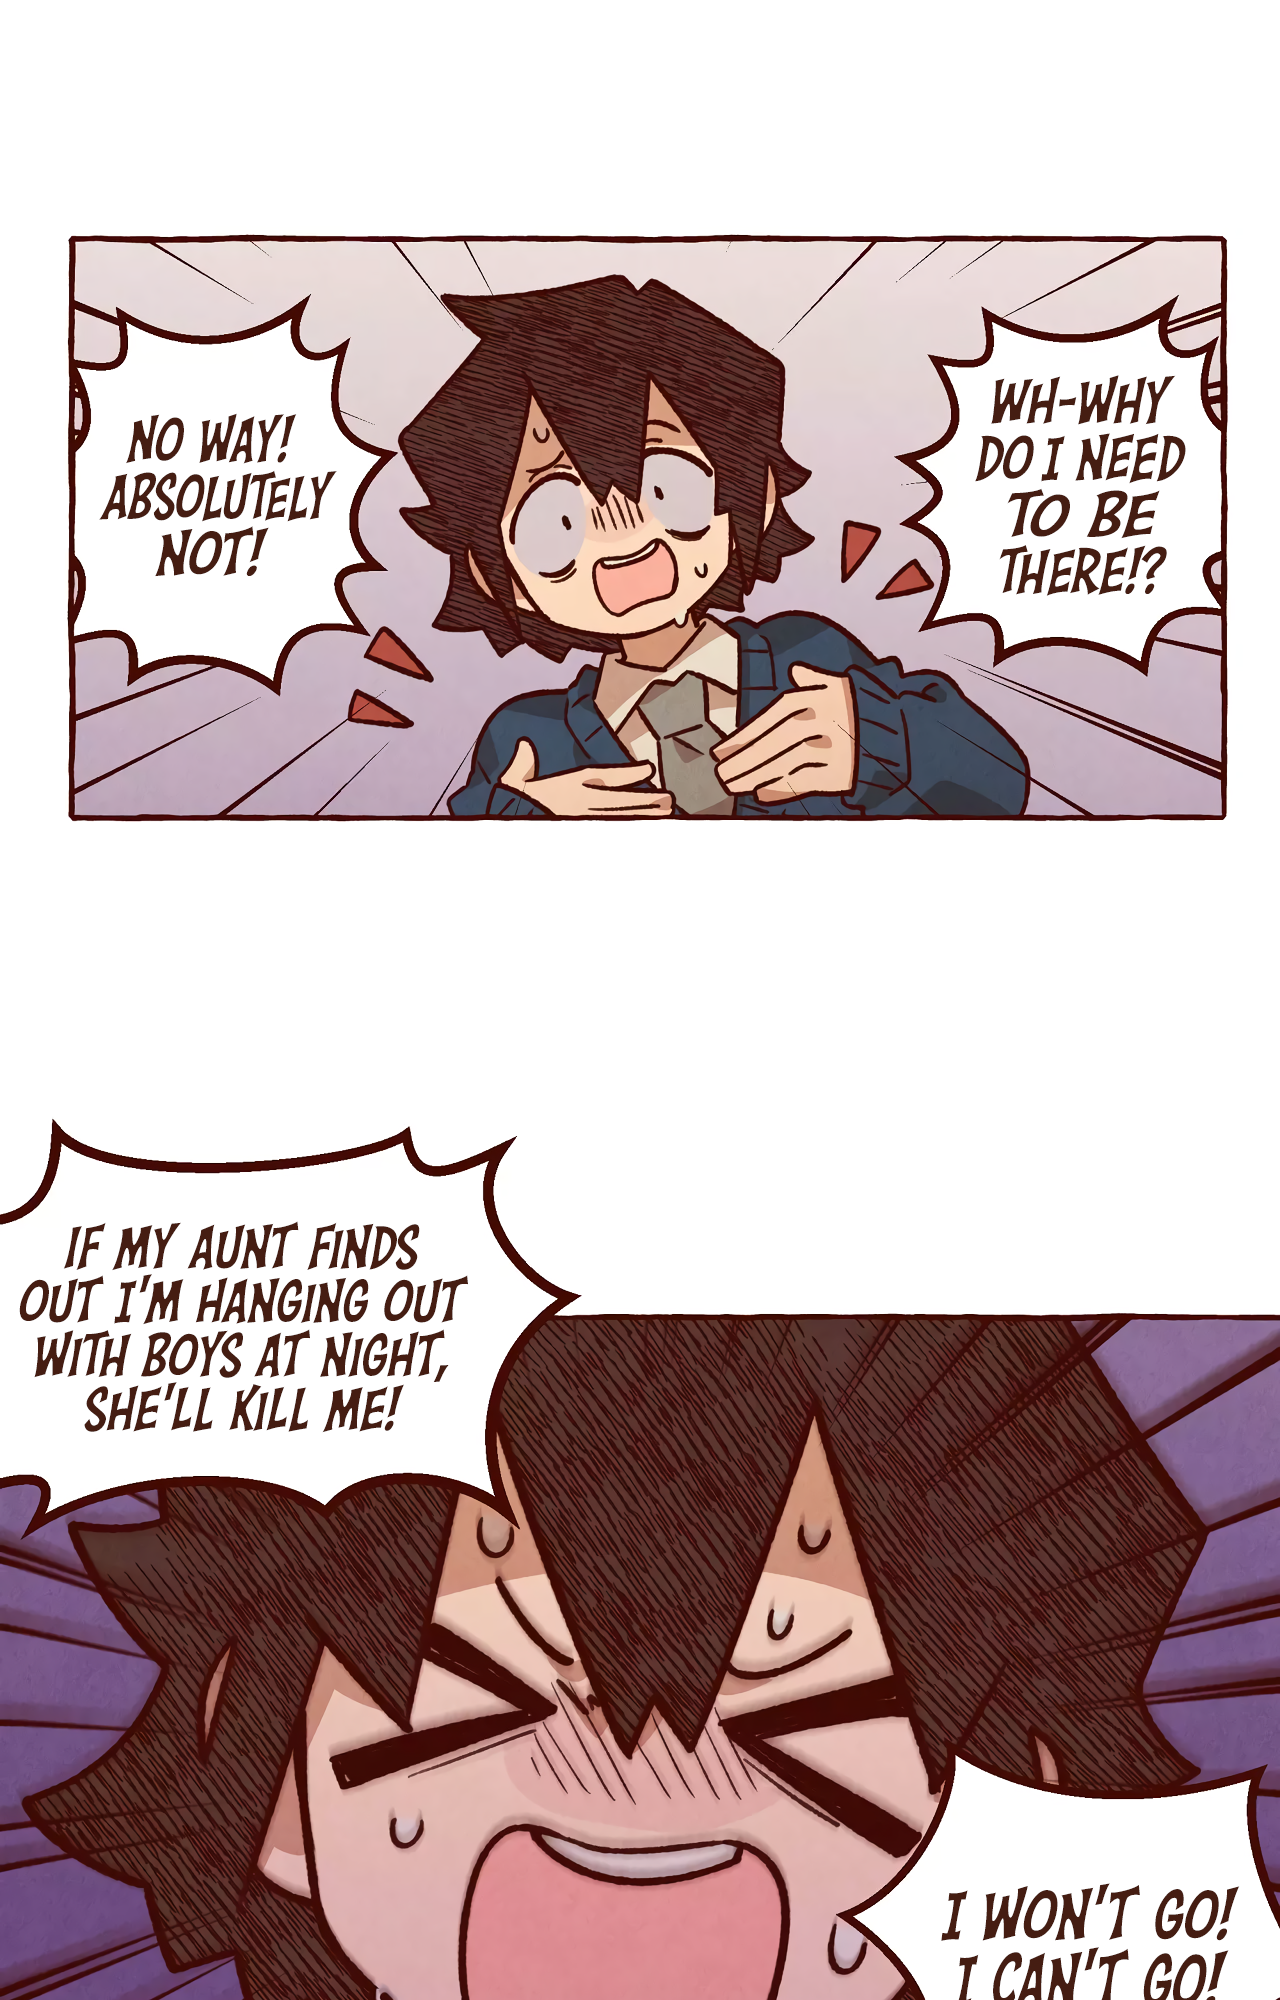 NO WAY!
ABSOLUTELY
NOT!
WH-WHY
DO I NEED
TO BE
THERE!?
IF MY AUNT FINDS
OUT I'M HANGING OUT
WITH BOYS AT NIGHT,
SHE'LL KILL ME!
I WON'T GO!
I CAN'T GO!